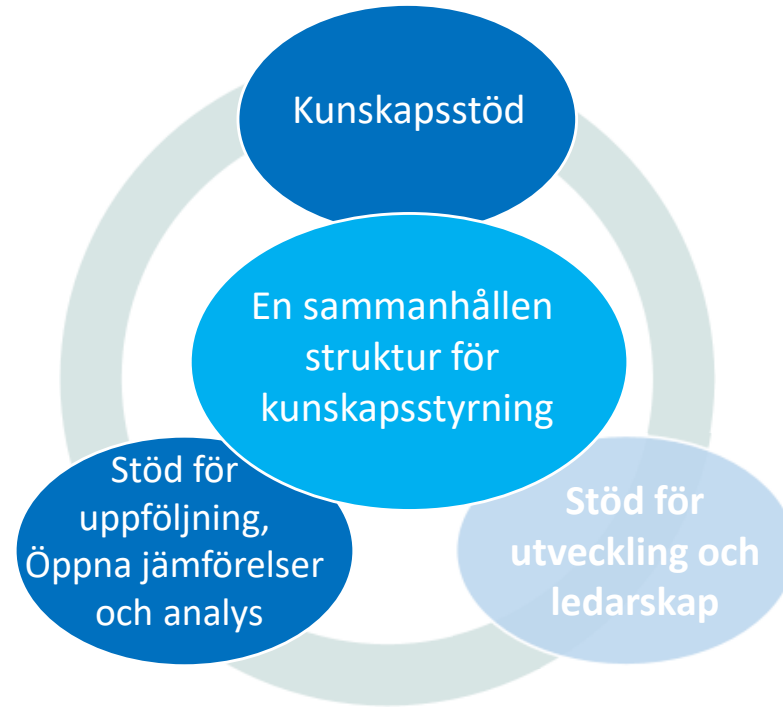 Kunskapsstöd
En sammanhållen
struktur för
kunskapsstyrning
Stöd för
uppföljning,
Öppna jämförelser
och analys
Stöd för
utveckling och
ledarskap